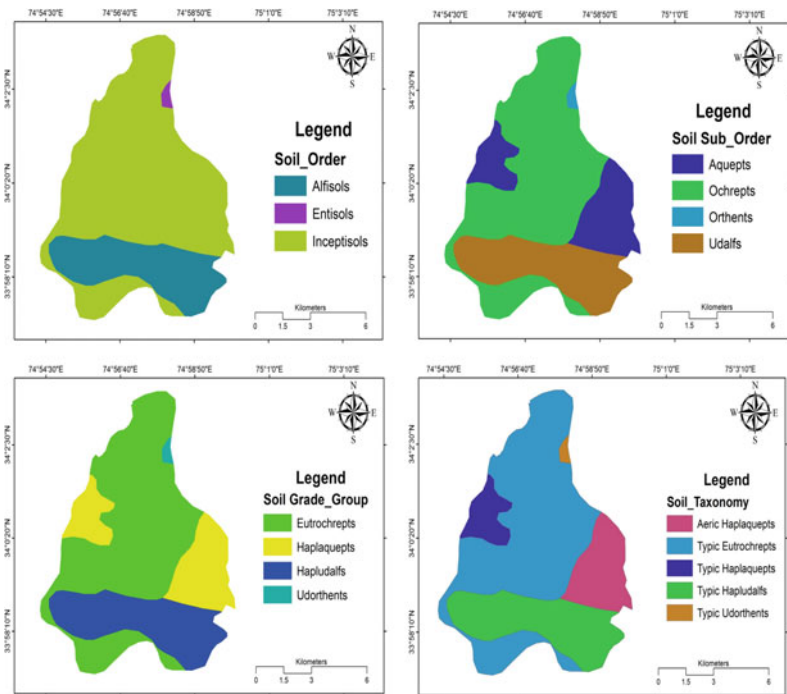 74°54'30"E 74°56'40"E 74°58'50"E 75°1'0"E 75°3'10"E
34°2'30"N
34°0'20"N
33°58'10"N
N
W E
S
Legend
Soil_Order
Alfisols
Entisols
Inceptisols
Kilometers
0 1.5 3 6
74°54'30"E 74°56'40"E 74°58'50"E 75°1'0"E 75°3'10"E
34°2'30"N
34°0'20"N
33°58'10"N
N
W E
S
Legend
Soil Sub_Order
Aquepts
Ochrepts
Orthents
Udalfs
Kilometers
0 1.5 3 6
74°54'30"E 74°56'40"E 74°58'50"E 75°1'0"E 75°3'10"E
34°2'30"N
34°0'20"N
33°58'10"N
N
W E
S
Legend
Soil Grade_Group
Eutrochrepts
Haplaquepts
Hapludalfs
Udorthents
Kilometers
0 1.5 3 6
74°54'30"E 74°56'40"E 74°58'50"E 75°1'0"E 75°3'10"E
34°2'30"N
34°0'20"N
33°58'10"N
N
W E
S
Legend
Soil_Taxonomy
Aeric Haplaquepts
Typic Eutrochrepts
Typic Haplaquepts
Typic Hapludalfs
Typic Udorthents
Kilometers
0 1.5 3 6